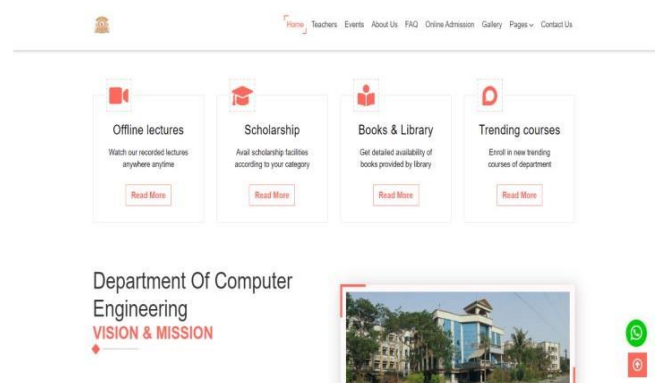 Home Teachers Events About Us FAQ Online Admission Gallery Pages Contact Us
Offline lectures
Watch our recorded lectures
anywhere anytime
Read More
Scholarship
Avail scholarship facilities
according to your category
Read More
Books & Library
Get detailed availability of
books provided by library
Read More
Trending courses
Enroll in new trending
courses of department
Read More
Department Of Computer
Engineering
VISION & MISSION